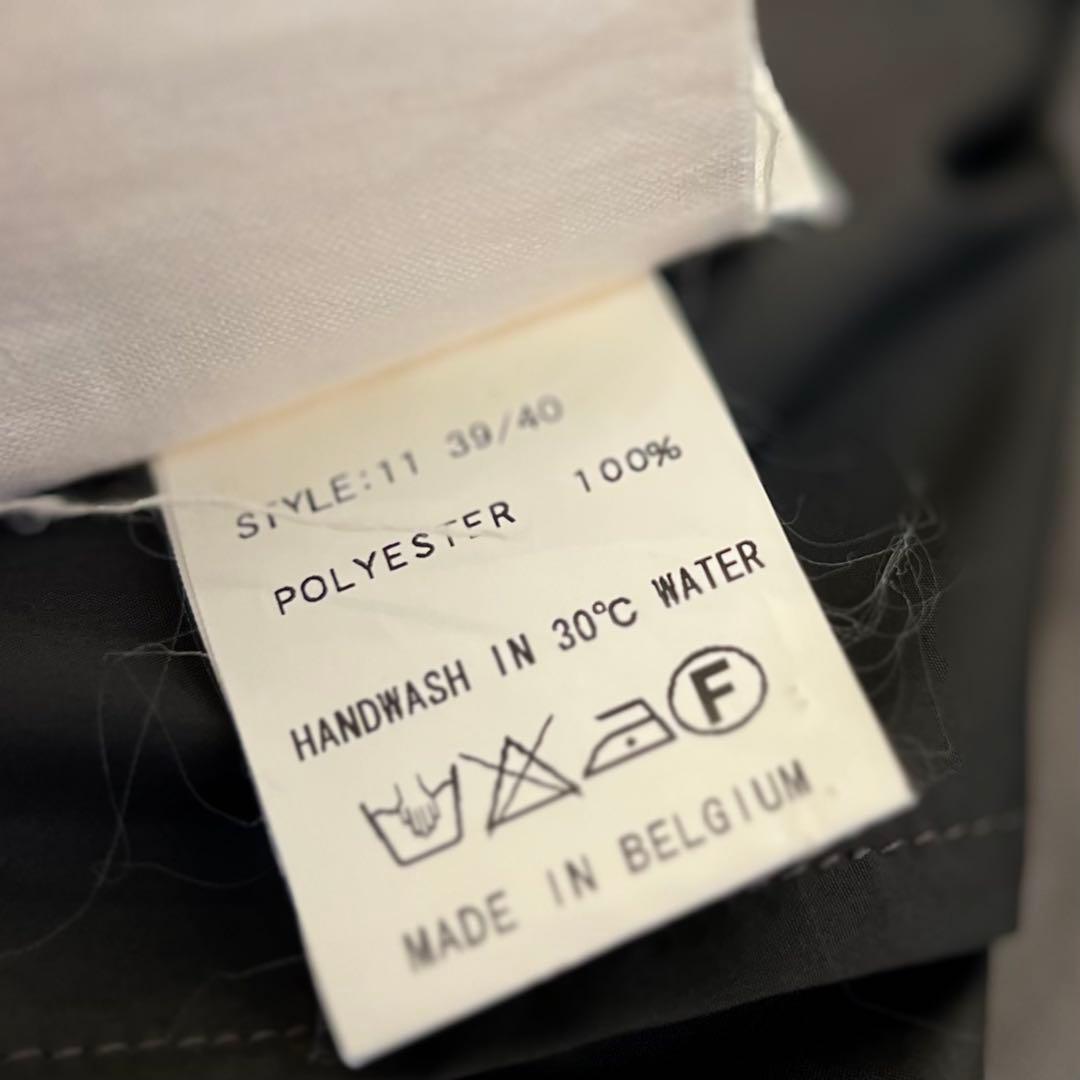 STYLE:11 39/40
POLYESTER 100%
HANDWASH IN 30°C WATER
F
MADE IN BELGIUM